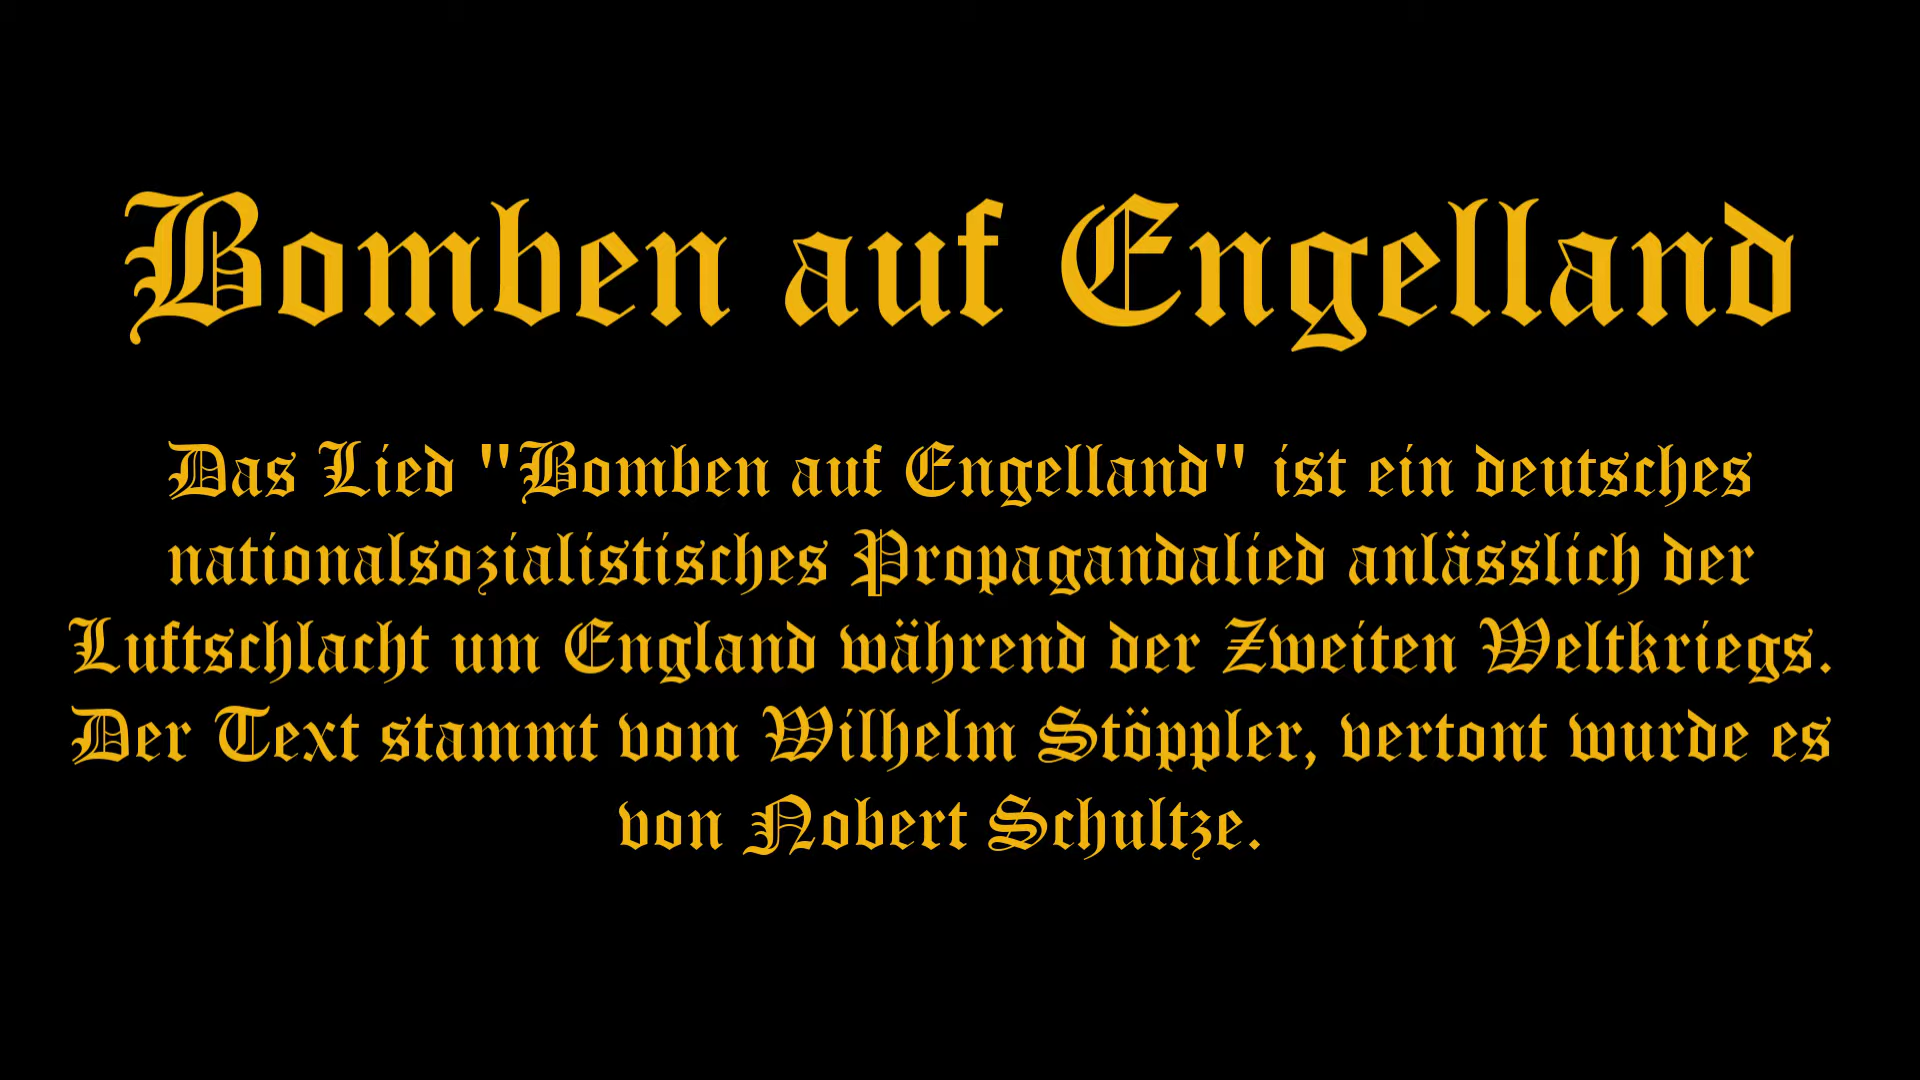 Bomben auf Engelland
Das Lied "Bomben auf Engelland" ist ein deutsches
nationalsozialistisches Propagandalied anlässlich der
Luftschlacht um England während der Zweiten Weltkriegs.
Der Text stammt vom Wilhelm Stöppler, vertont wurde es
von Nobert Schultze.